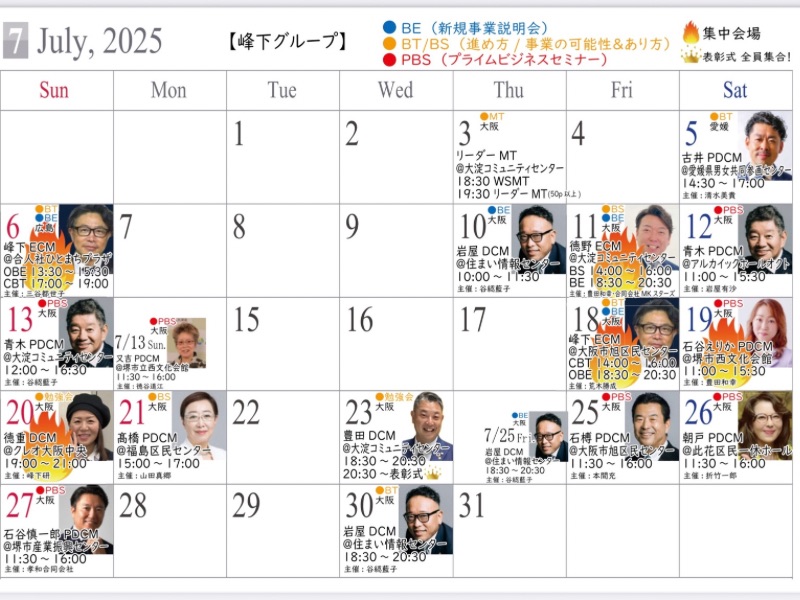 7 July, 2025
【峰下グループ】
●BE（新規事業説明会）
●BT/BS（進め方 / 事業の可能性&あり方）
●PBS（プライムビジネスセミナー）
集中会場
表彰式 全員集合!
Sun Mon Tue Wed Thu Fri Sat
1
2
3
●MT
大阪
リーダー MT
@大淀コミュニティセンター
18:30 WSMT
19:30 リーダー MT(50p 以上)
4
5
●BT
愛媛
古井 PDCM
@愛媛県男女共同参画センター
14:30 ～ 17:00
主催：清水美貴
6
●BT
●BE
広島
峰下 ECM
@合人社ひとまちプラザ
OBE 13:30 ～ 15:30
CBT 17:00 ～ 19:00
主催：三谷都世子
7
8
9
10
●BE
大阪
岩屋 DCM
@住まい情報センター
10:00 ～ 11:30
主催：谷㟢藍子
11
●BS
●BE
大阪
徳野 ECM
@大淀コミュニティセンター
BS 14:00 ～ 16:00
BE 18:30 ～ 20:30
主催：豊田和幸・合同会社 MK スターズ
12
●PBS
大阪
青木 PDCM
@アルカイックホールオクト
11:00 ～ 15:30
主催：岩屋有沙
13
●PBS
大阪
青木 PDCM
@大淀コミュニティセンター
12:00 ～ 16:30
主催：谷㟢藍子
7/13 Sun.
●PBS
大阪
又吉 PDCM
@堺市立西文化会館
11:30 ～ 16:00
15
16
17
18
●BT
●BE
大阪
峰下 ECM
@大阪市旭区民センター
CBT 14:00 ～ 16:00
OBE 18:30 ～ 20:30
主催：荒木勝成
19
●PBS
大阪
石谷えりか PDCM
@堺市西文化会館
11:00 ～ 15:30
主催：豊田和幸
20
●勉強会
大阪
徳重 DCM
@クレオ大阪中央
19:00 ～ 21:00
主催：峰下研
21
●BS
大阪
髙橋 PDCM
@福島区民センター
15:00 ～ 17:00
主催：山田真郷
22
23
●勉強会
大阪
豊田 DCM
@大淀コミュニティセンター
18:30 ～ 20:30
20:30 ～表彰式
●BE
大阪
7/25 Fri
岩屋 DCM
@住まい情報センター
18:30 ～ 20:30
主催：谷㟢藍子
25
●PBS
大阪
石榑 PDCM
@大阪市旭区民センター
11:30 ～ 16:00
主催：本間充
26
●PBS
大阪
朝戸 PDCM
@此花区民一休ホール
11:30 ～ 16:00
主催：折竹一郎
27
●PBS
大阪
石谷慎一郎 PDCM
@堺市産業振興センター
11:30 ～ 16:00
主催：孝和合同会社
28
29
30
●BT
大阪
岩屋 DCM
@住まい情報センター
18:30 ～ 20:30
主催：谷㟢藍子
31